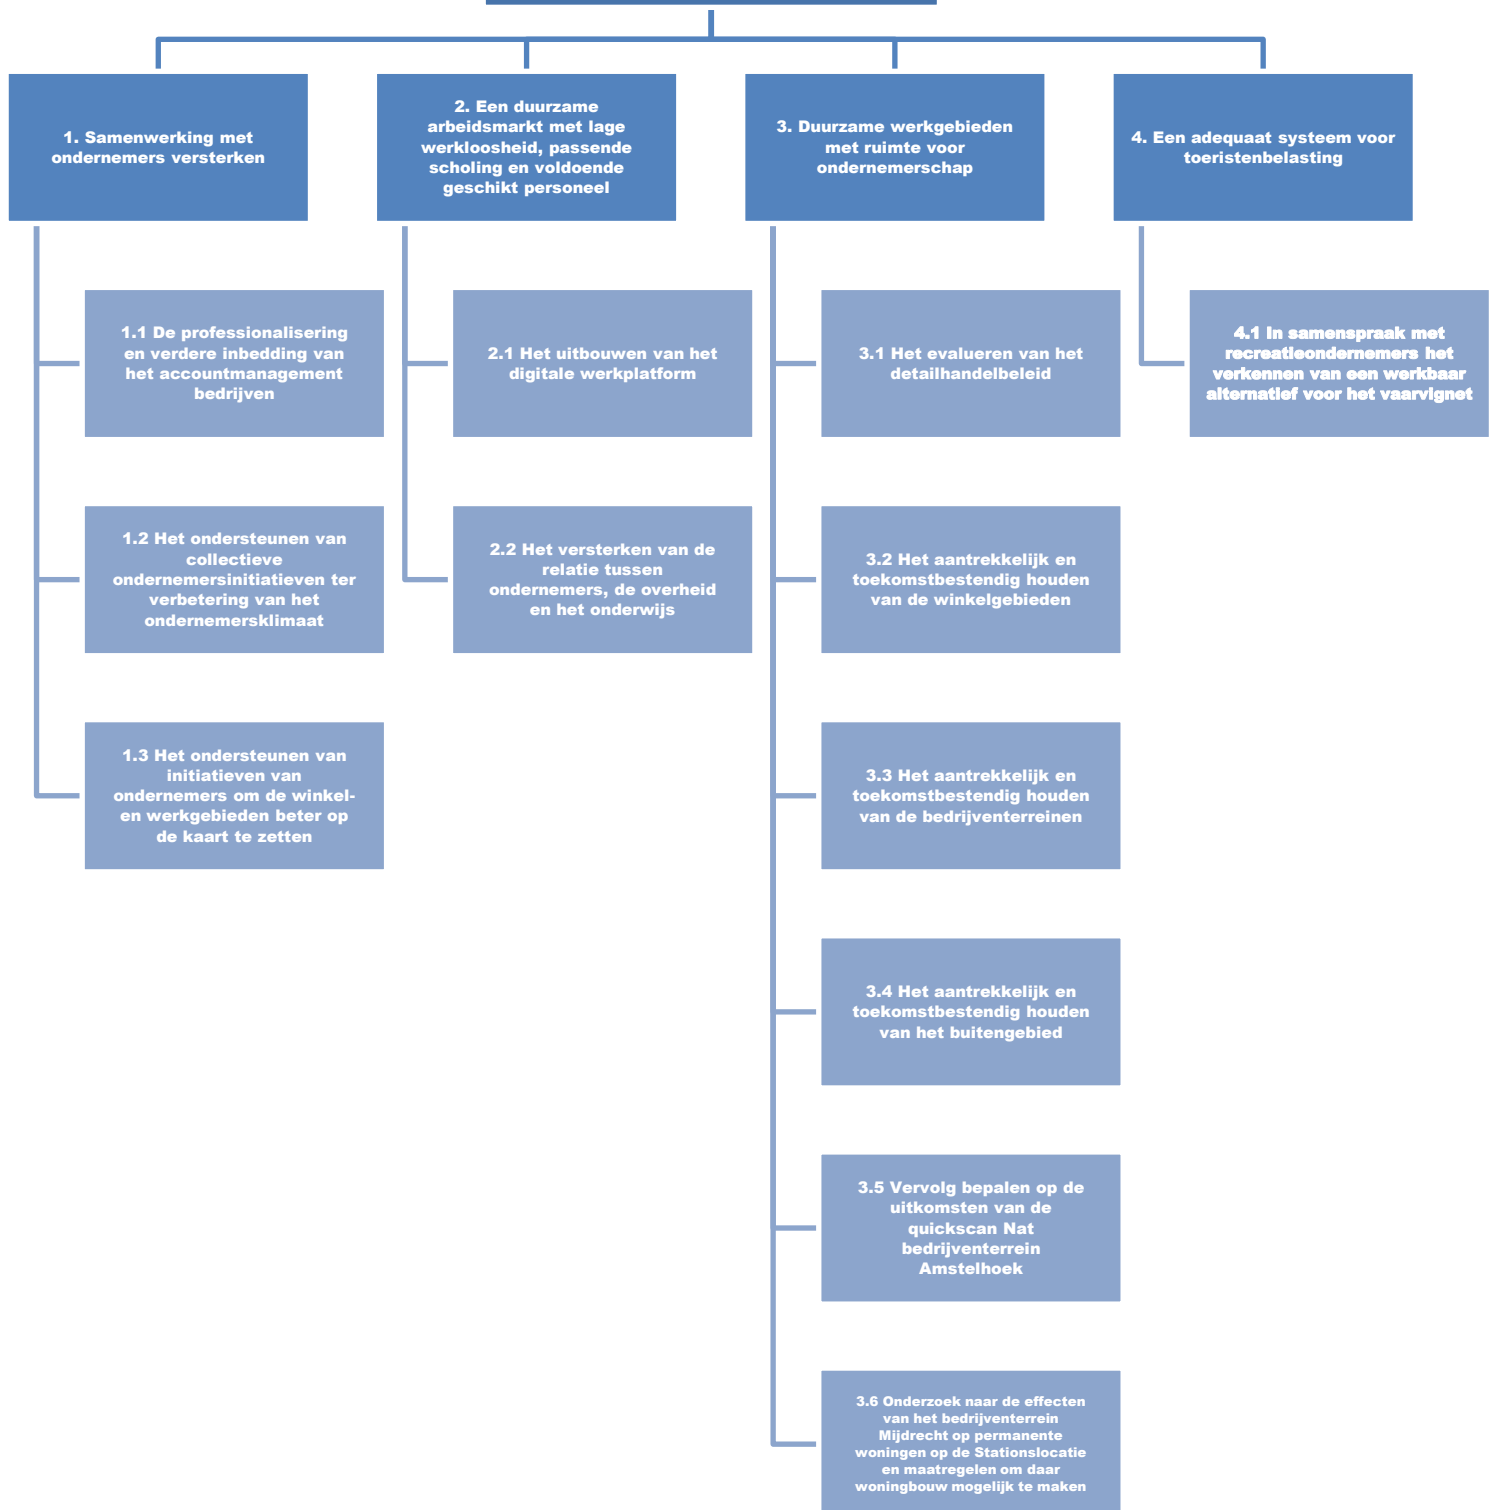 1. Samenwerking met
ondernemers versterken
2. Een duurzame
arbeidsmarkt met lage
werkloosheid, passende
scholing en voldoende
geschikt personeel
3. Duurzame werkgebieden
met ruimte voor
ondernemerschap
4. Een adequaat systeem voor
toeristenbelasting
1.1 De professionalisering
en verdere inbedding van
het accountmanagement
bedrijven
2.1 Het uitbouwen van het
digitale werkplatform
3.1 Het evalueren van het
detailhandelbeleid
4.1 In samenspraak met
recreatieondernemers het
verkennen van een werkbaar
alternatief voor het vaarvignet
1.2 Het ondersteunen van
collectieve
ondernemersinitiatieven ter
verbetering van het
ondernemersklimaat
2.2 Het versterken van de
relatie tussen
ondernemers, de overheid
en het onderwijs
3.2 Het aantrekkelijk en
toekomstbestendig houden
van de winkelgebieden
1.3 Het ondersteunen van
initiatieven van
ondernemers om de winkel-
en werkgebieden beter op
de kaart te zetten
3.3 Het aantrekkelijk en
toekomstbestendig houden
van de bedrijventerreinen
3.4 Het aantrekkelijk en
toekomstbestendig houden
van het buitengebied
3.5 Vervolg bepalen op de
uitkomsten van de
quickscan Nat
bedrijventerrein
Amstelhoek
3.6 Onderzoek naar de effecten
van het bedrijventerrein
Mijdrecht op permanente
woningen op de Stationslocatie
en maatregelen om daar
woningbouw mogelijk te maken